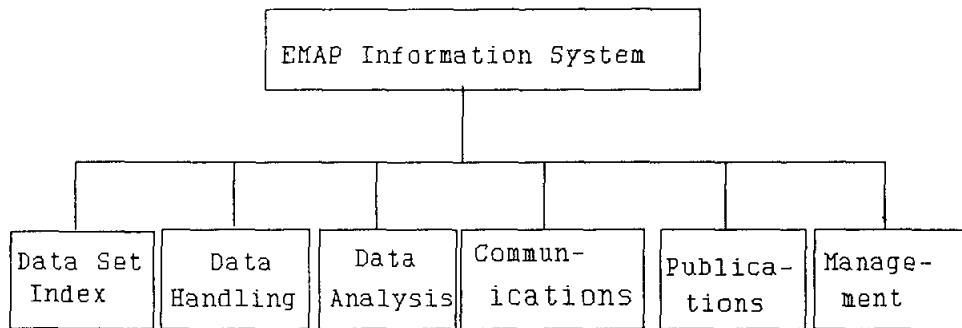 EMAP Information System
Data Set
Index
Data
Handling
Data
Analysis
Commun-
ications
Publica-
tions
Manage-
ment